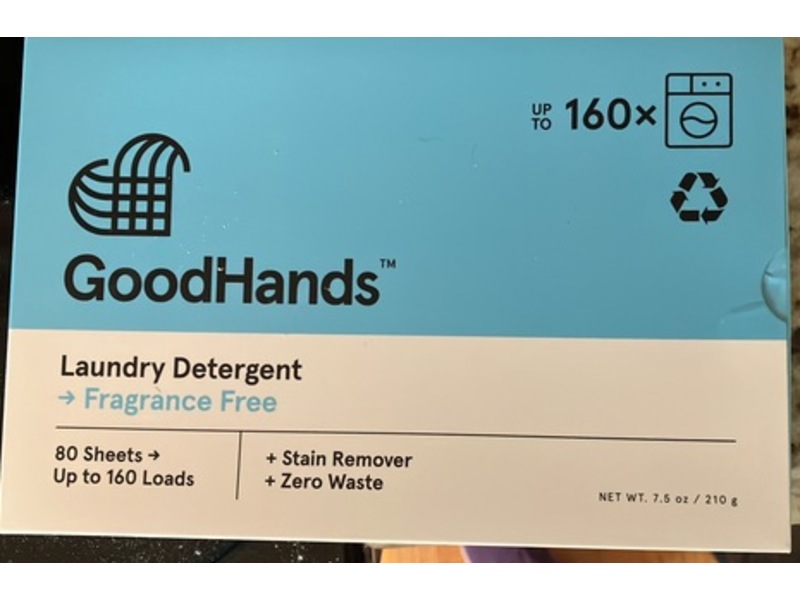 UP TO 160×
GoodHands™
Laundry Detergent
→ Fragrance Free
80 Sheets →
Up to 160 Loads
+ Stain Remover
+ Zero Waste
NET WT. 7.5 oz / 210 g